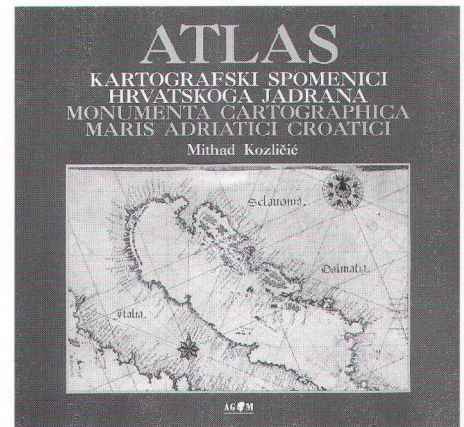 ATLAS
KARTOGRAFSKI SPOMENICI
HRVATSKOGA JADRANA
MONUMENTA CARTOGRAPHICA
MARIS ADRIATICI CROATICI
Mithad Kozličić
Sclauonia.
Dalmatia.
Italia.
AGM